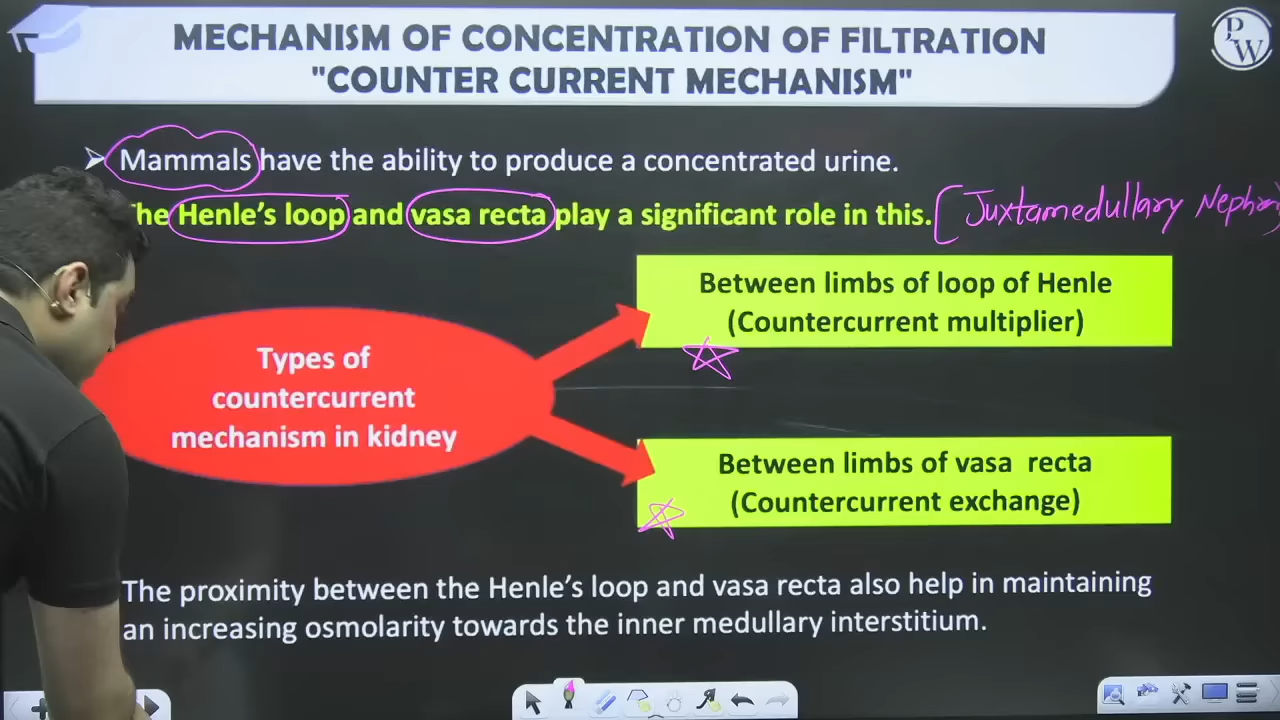 MECHANISM OF CONCENTRATION OF FILTRATION
"COUNTER CURRENT MECHANISM"
PW
Mammals have the ability to produce a concentrated urine.
The Henle's loop and vasa recta play a significant role in this. [Juxtamedullary Nephron]
Between limbs of loop of Henle
(Countercurrent multiplier)
Types of
countercurrent
mechanism in kidney
Between limbs of vasa recta
(Countercurrent exchange)
The proximity between the Henle's loop and vasa recta also help in maintaining
an increasing osmolarity towards the inner medullary interstitium.